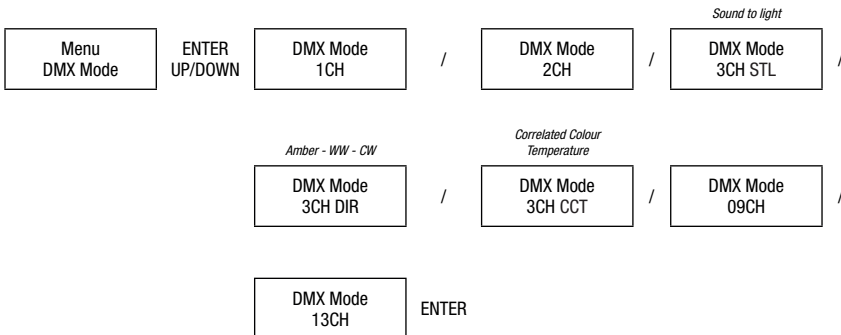 Sound to light
Menu
DMX Mode
ENTER
UP/DOWN
DMX Mode
1CH
/
DMX Mode
2CH
/
DMX Mode
3CH STL
/
Amber - WW - CW
DMX Mode
3CH DIR
/
Correlated Colour
Temperature
DMX Mode
3CH CCT
/
DMX Mode
09CH
/
DMX Mode
13CH
ENTER